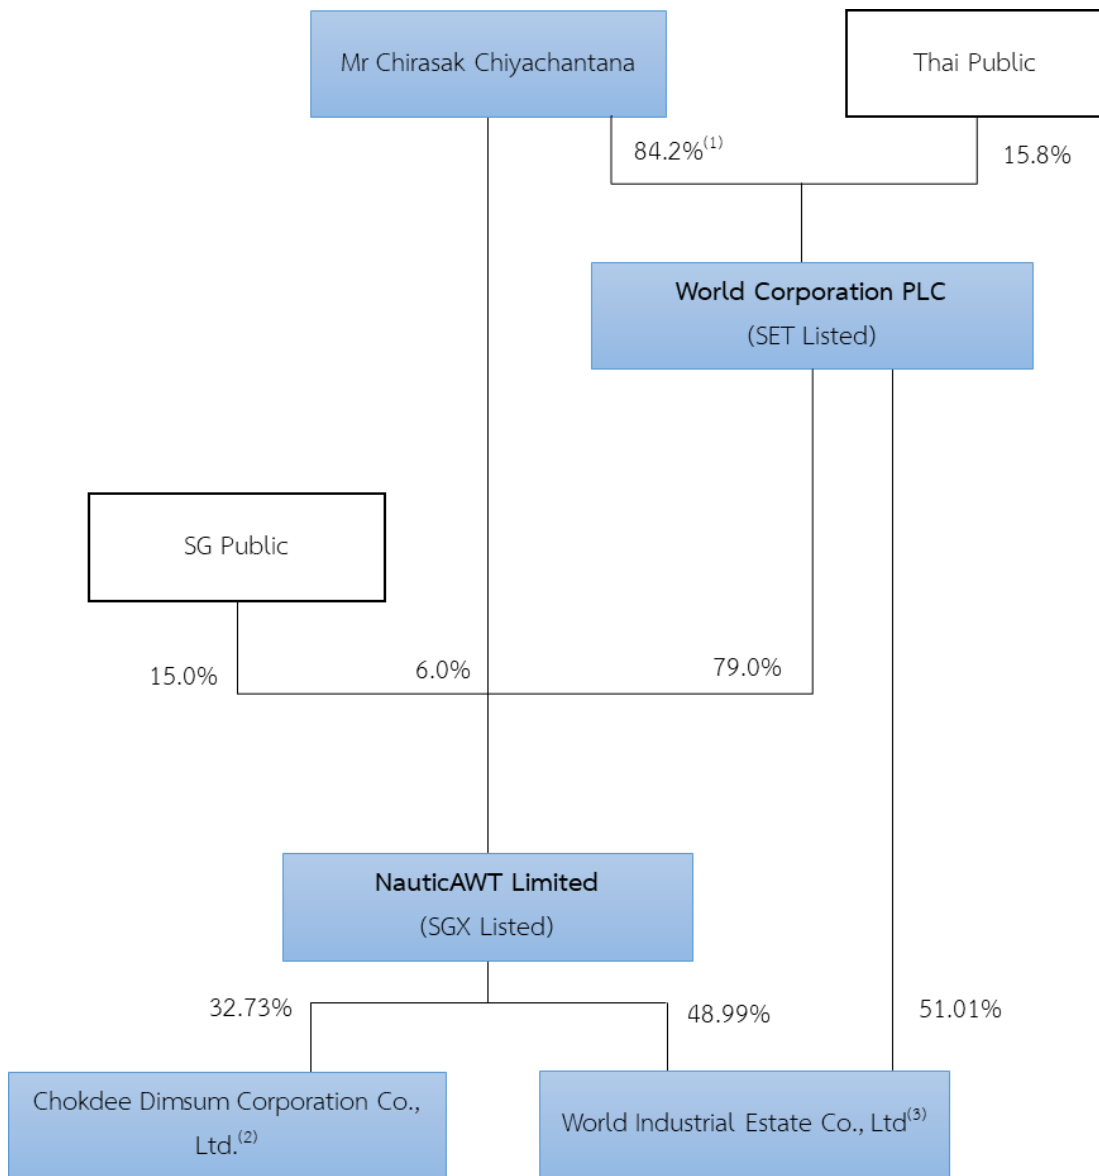 Mr Chirasak Chiyachantana
Thai Public
84.2%(1)
15.8%
World Corporation PLC
(SET Listed)
SG Public
15.0%
6.0%
79.0%
NauticAWT Limited
(SGX Listed)
32.73%
48.99%
51.01%
Chokdee Dimsum Corporation Co.,
Ltd.(2)
World Industrial Estate Co., Ltd(3)